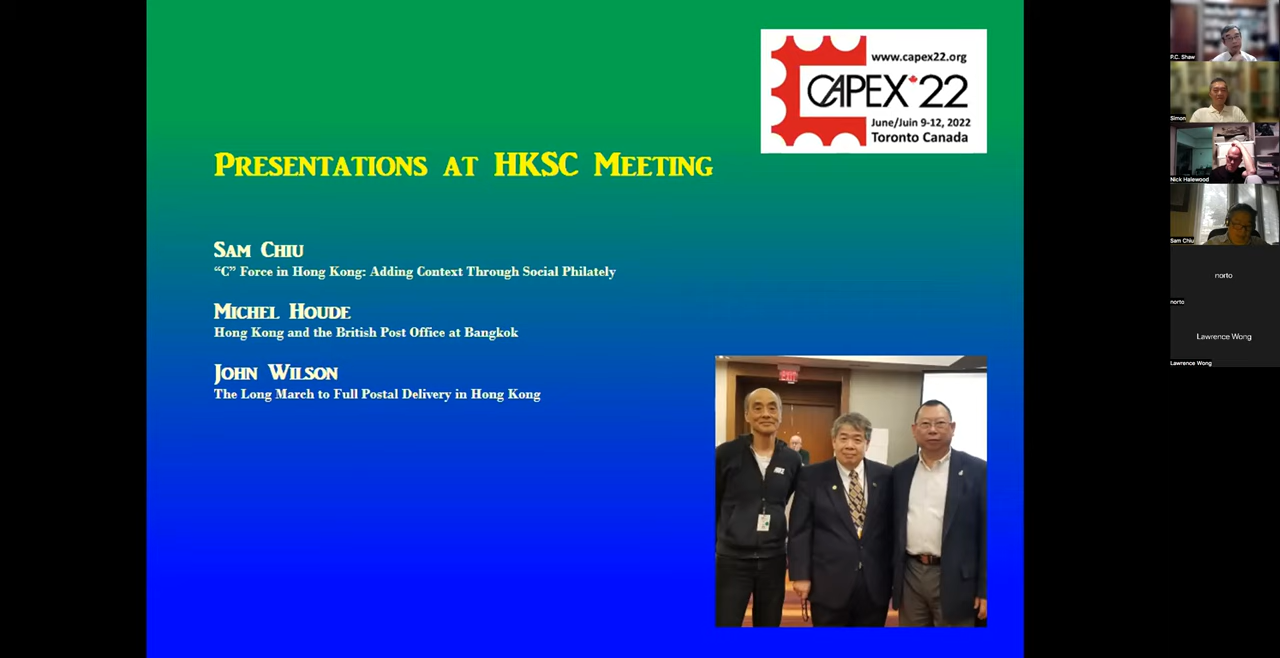 www.capex22.org
CAPEX'22
June/Juin 9-12, 2022
Toronto Canada
PRESENTATIONS AT HKSC MEETING
SAM CHIU
“C” Force in Hong Kong: Adding Context Through Social Philately
MICHEL HOUDE
Hong Kong and the British Post Office at Bangkok
JOHN WILSON
The Long March to Full Postal Delivery in Hong Kong
P.C. Shaw
Simon
Nick Halewood
Sam Chiu
norto
norto
Lawrence Wong
Lawrence Wong